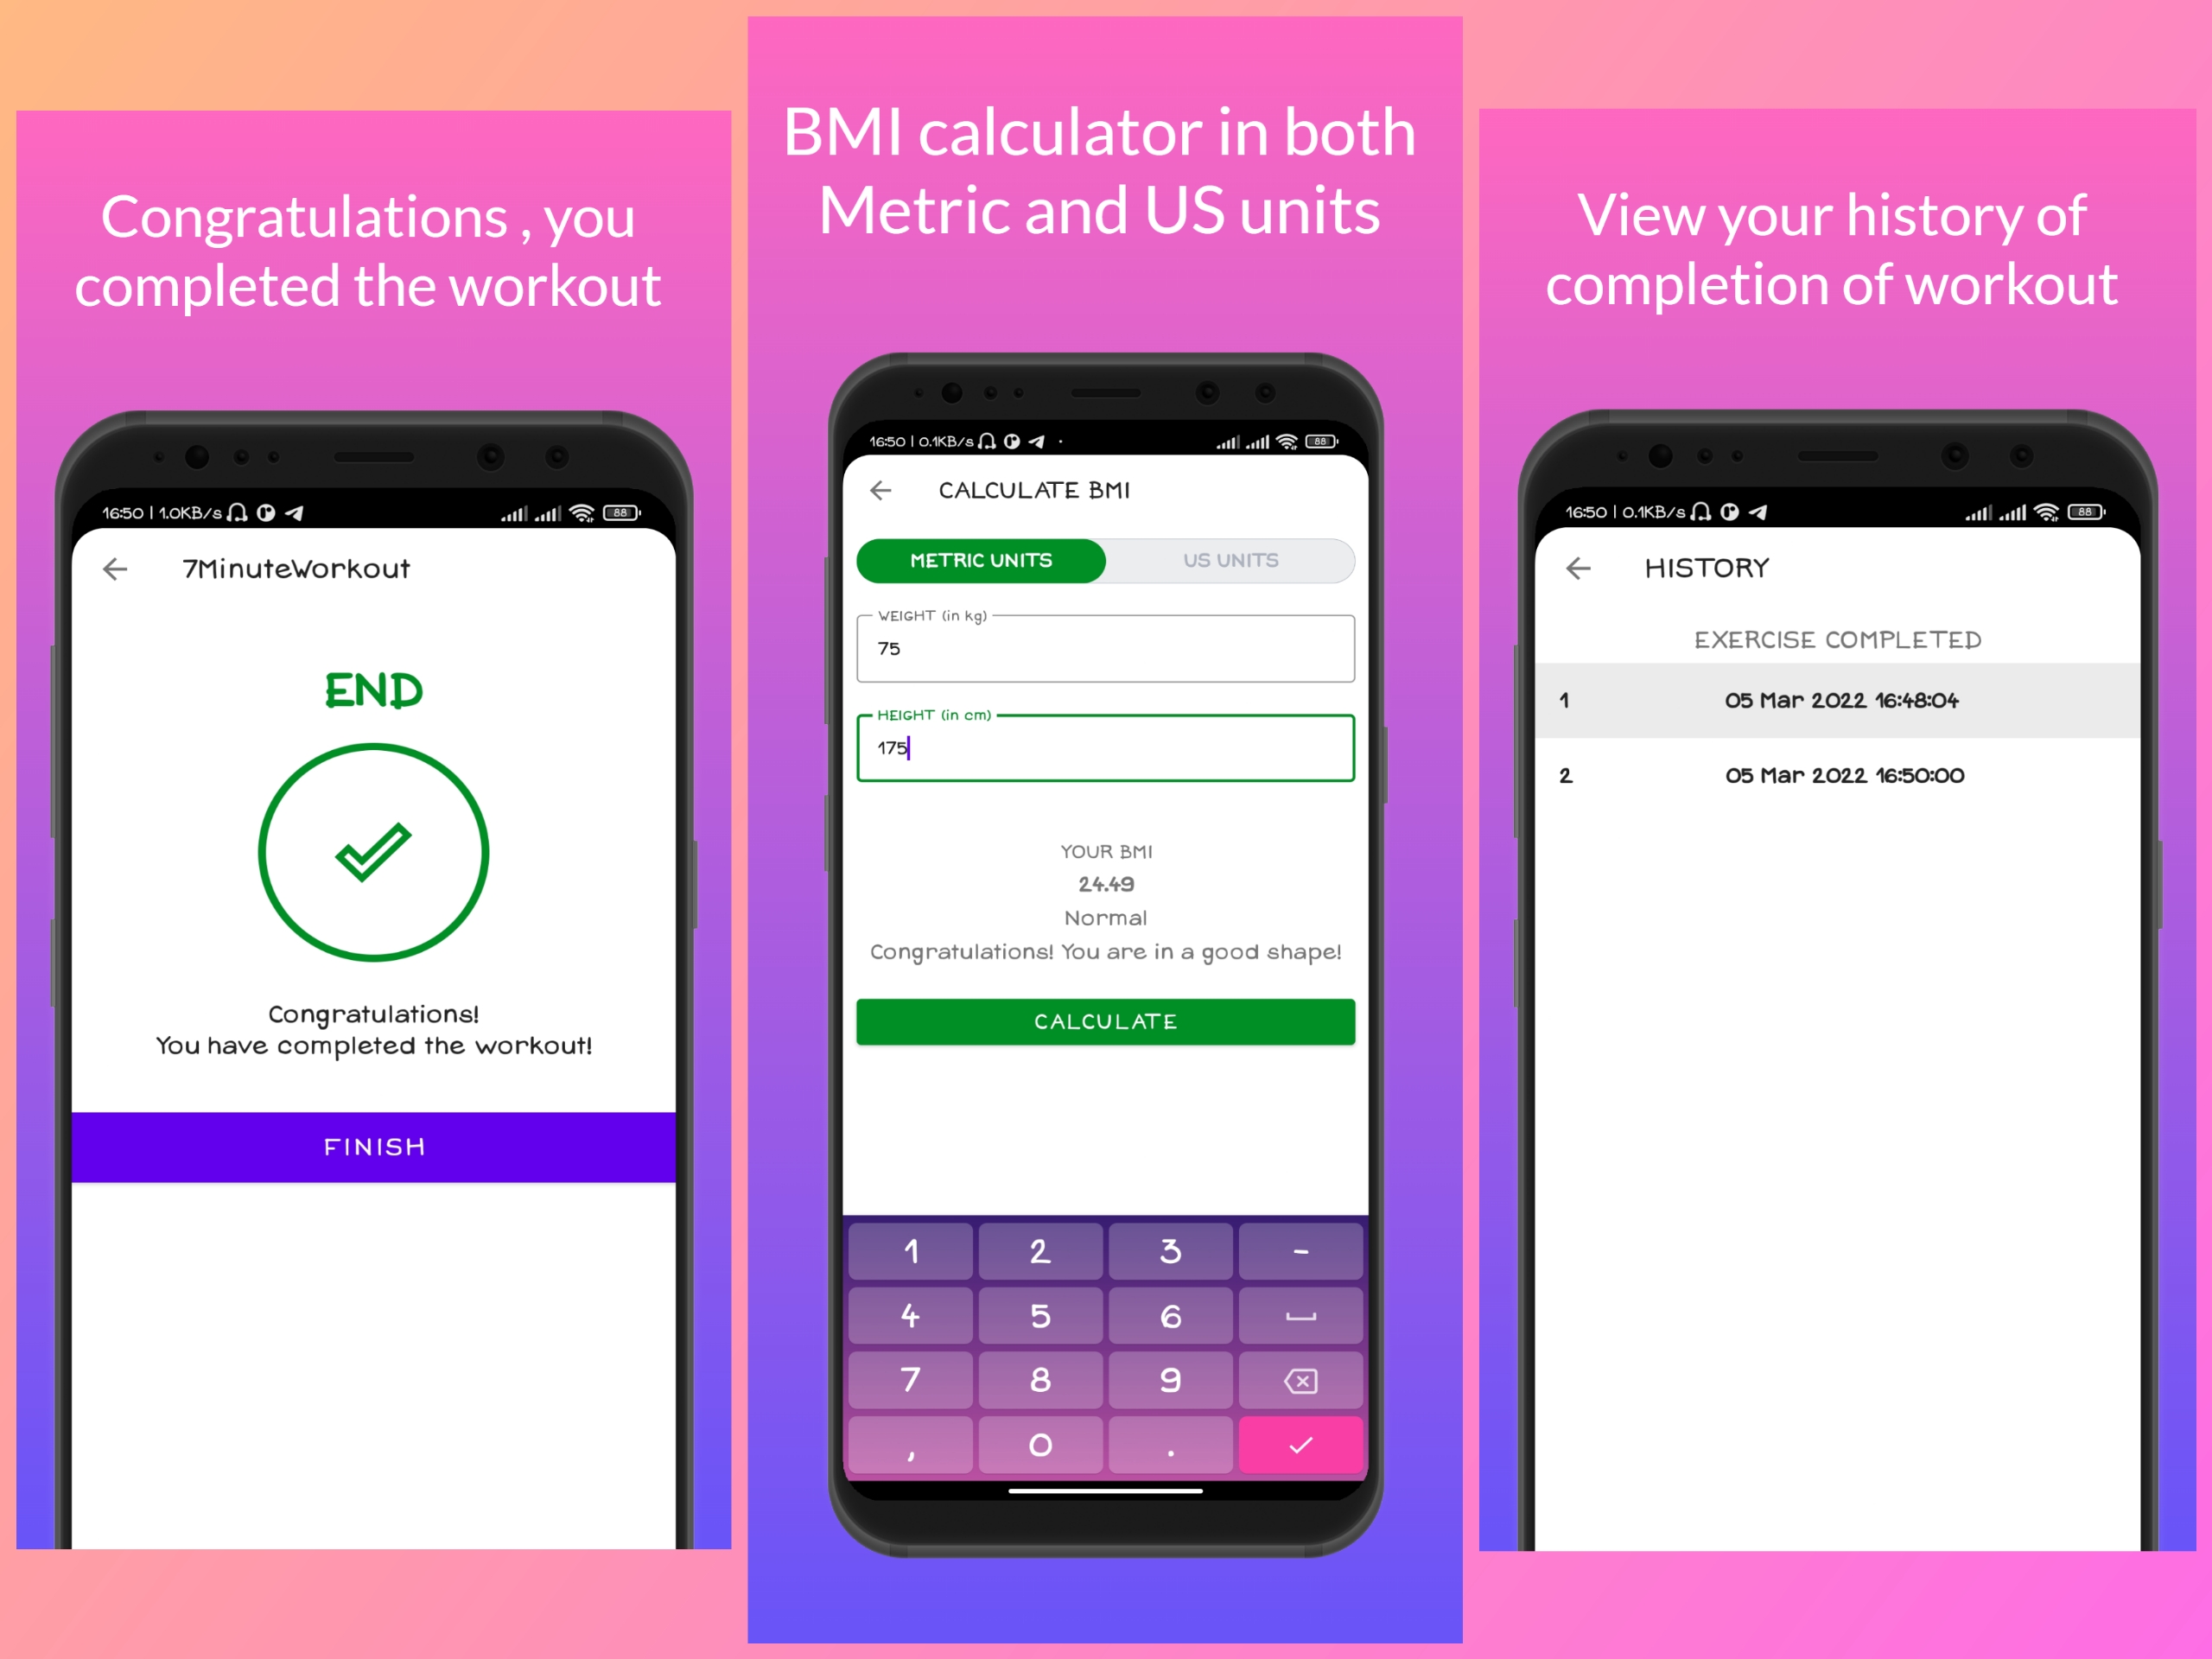 Congratulations , you
completed the workout
16:50 | 1.0KB/s
88
7MinuteWorkout
END
Congratulations!
You have completed the workout!
FINISH
BMI calculator in both
Metric and US units
16:50 | 0.1KB/s
88
CALCULATE BMI
METRIC UNITS
US UNITS
WEIGHT (in kg)
75
HEIGHT (in cm)
175
YOUR BMI
24.49
Normal
Congratulations! You are in a good shape!
CALCULATE
1 2 3 -
4 5 6
7 8 9
, 0 .
View your history of
completion of workout
16:50 | 0.1KB/s
88
HISTORY
EXERCISE COMPLETED
1 05 Mar 2022 16:48:04
2 05 Mar 2022 16:50:00